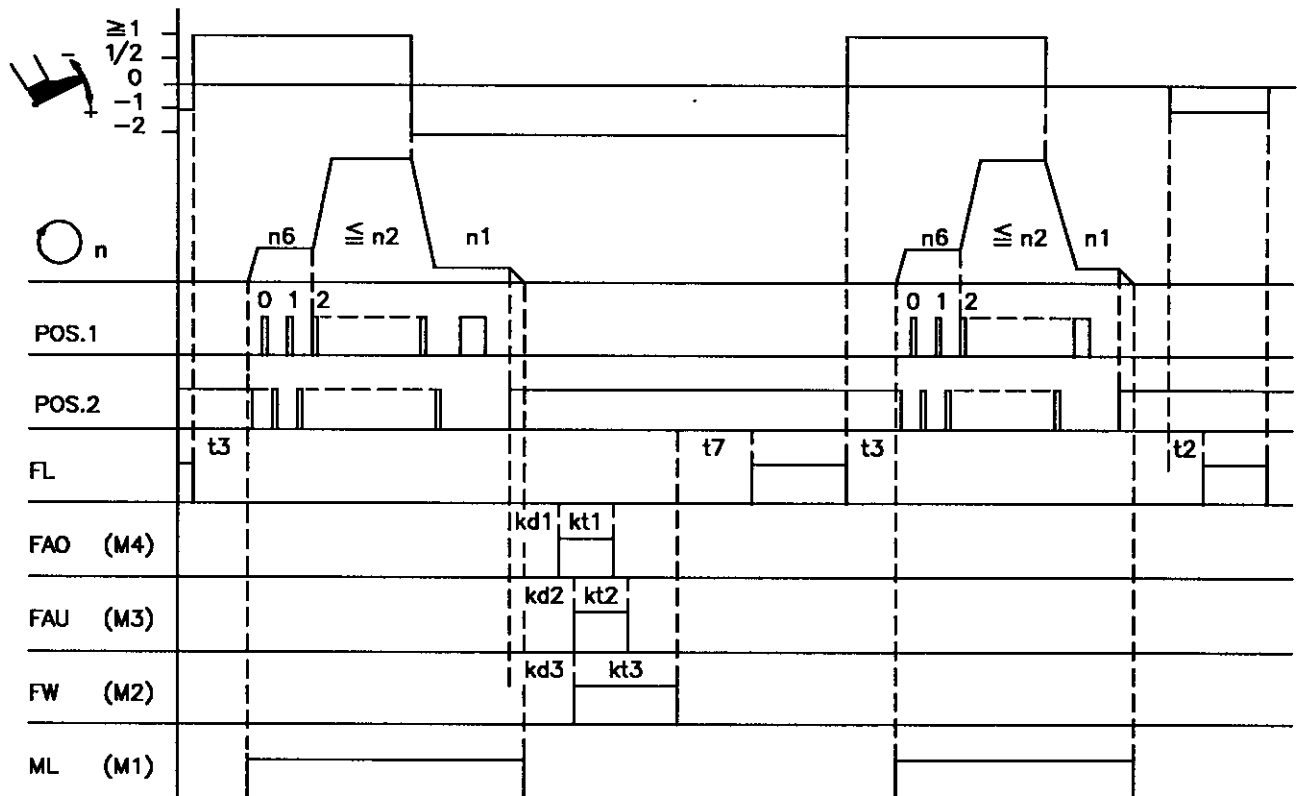 ≧1
1/2
0
−1
−2
−
+
n
n6 ≦ n2 n1 n6 ≦ n2 n1
0 1 2 0 1 2
POS.1
POS.2
t3 t7 t3 t2
FL
kd1 kt1
FAO (M4)
kd2 kt2
FAU (M3)
kd3 kt3
FW (M2)
ML (M1)